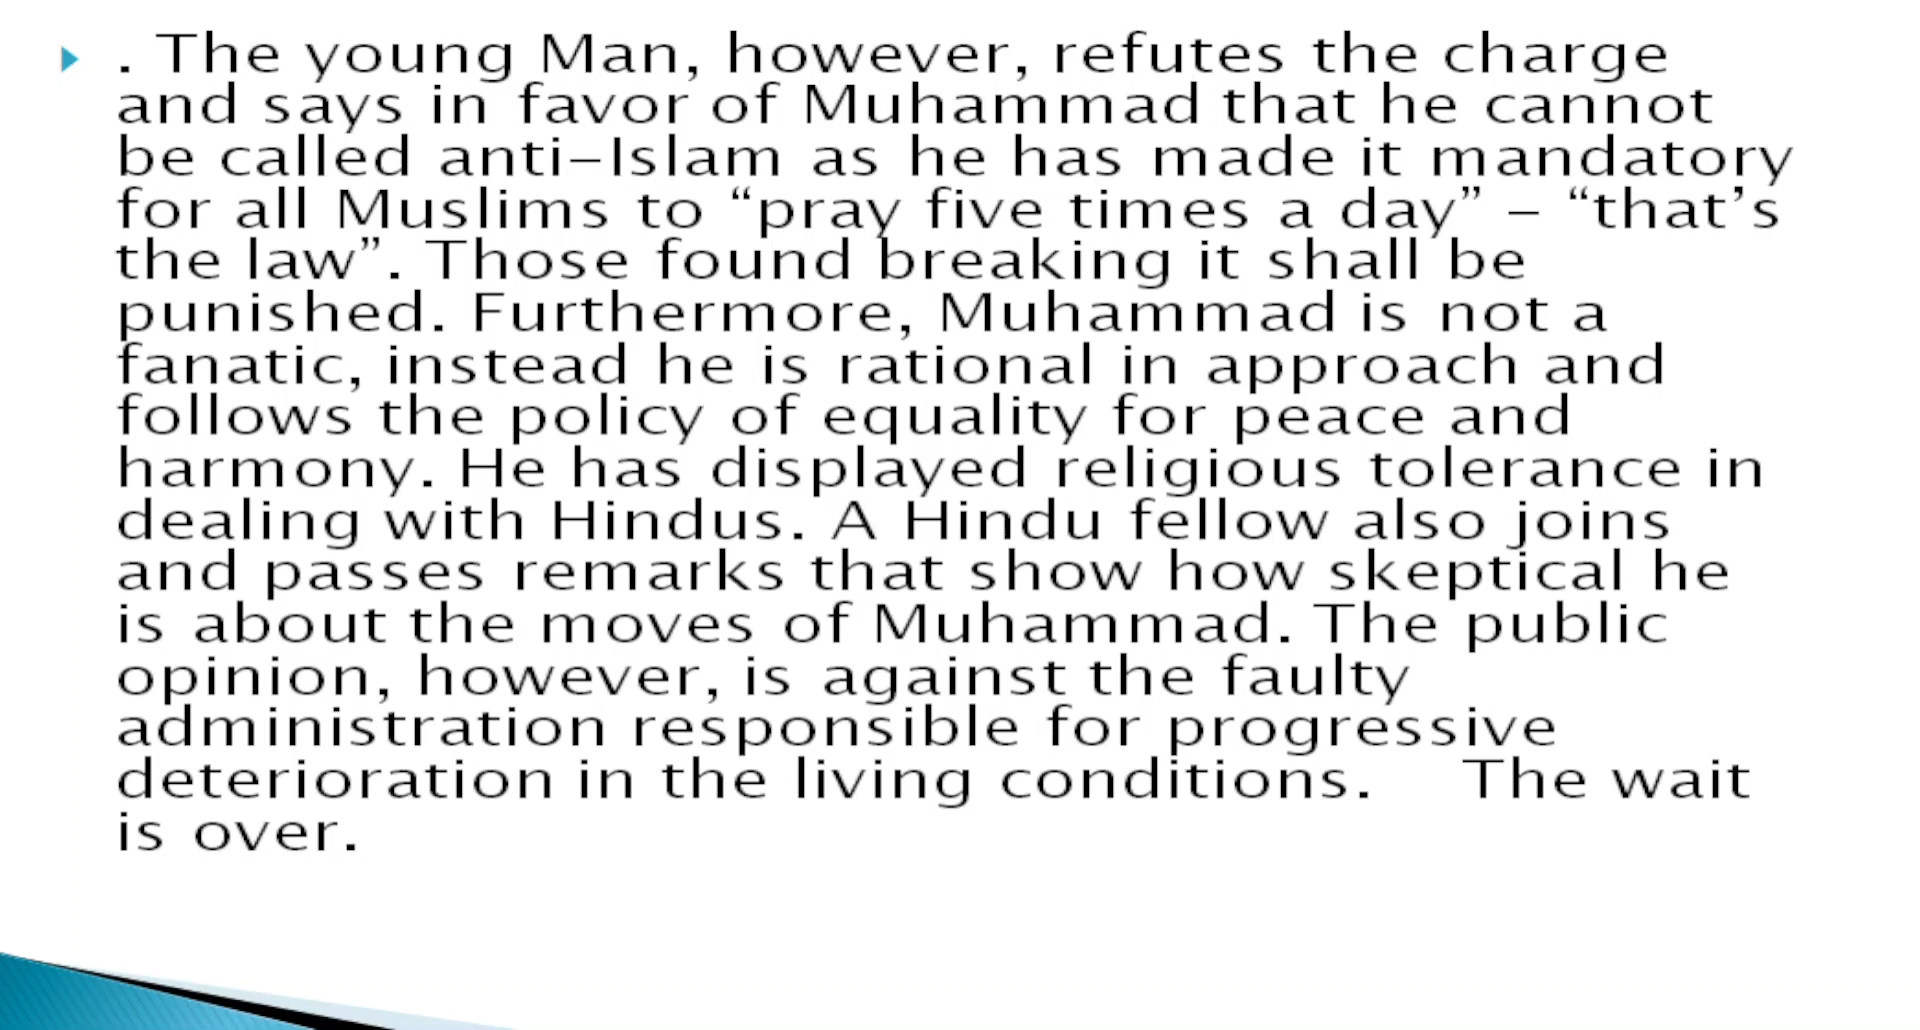 . The young Man, however, refutes the charge
and says in favor of Muhammad that he cannot
be called anti-Islam as he has made it mandatory
for all Muslims to “pray five times a day” – “that’s
the law”. Those found breaking it shall be
punished. Furthermore, Muhammad is not a
fanatic, instead he is rational in approach and
follows the policy of equality for peace and
harmony. He has displayed religious tolerance in
dealing with Hindus. A Hindu fellow also joins
and passes remarks that show how skeptical he
is about the moves of Muhammad. The public
opinion, however, is against the faulty
administration responsible for progressive
deterioration in the living conditions. The wait
is over.